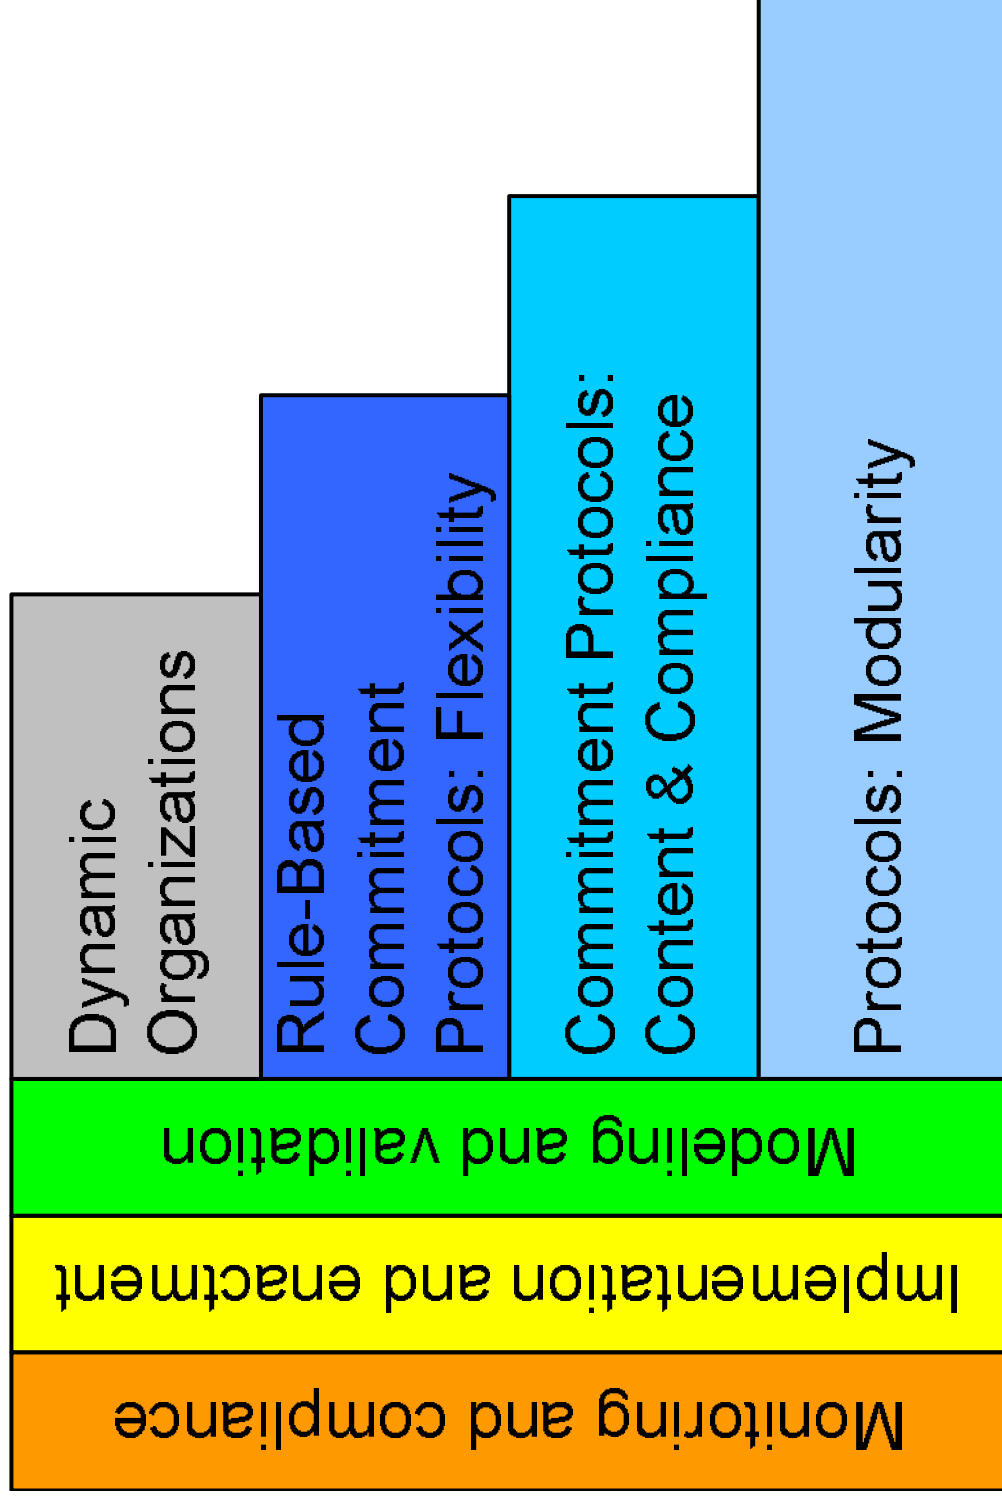 Dynamic
Organizations
Rule-Based
Commitment
Protocols: Flexibility
Commitment Protocols:
Content & Compliance
Protocols: Modularity
Modeling and validation
Implementation and enactment
Monitoring and compliance